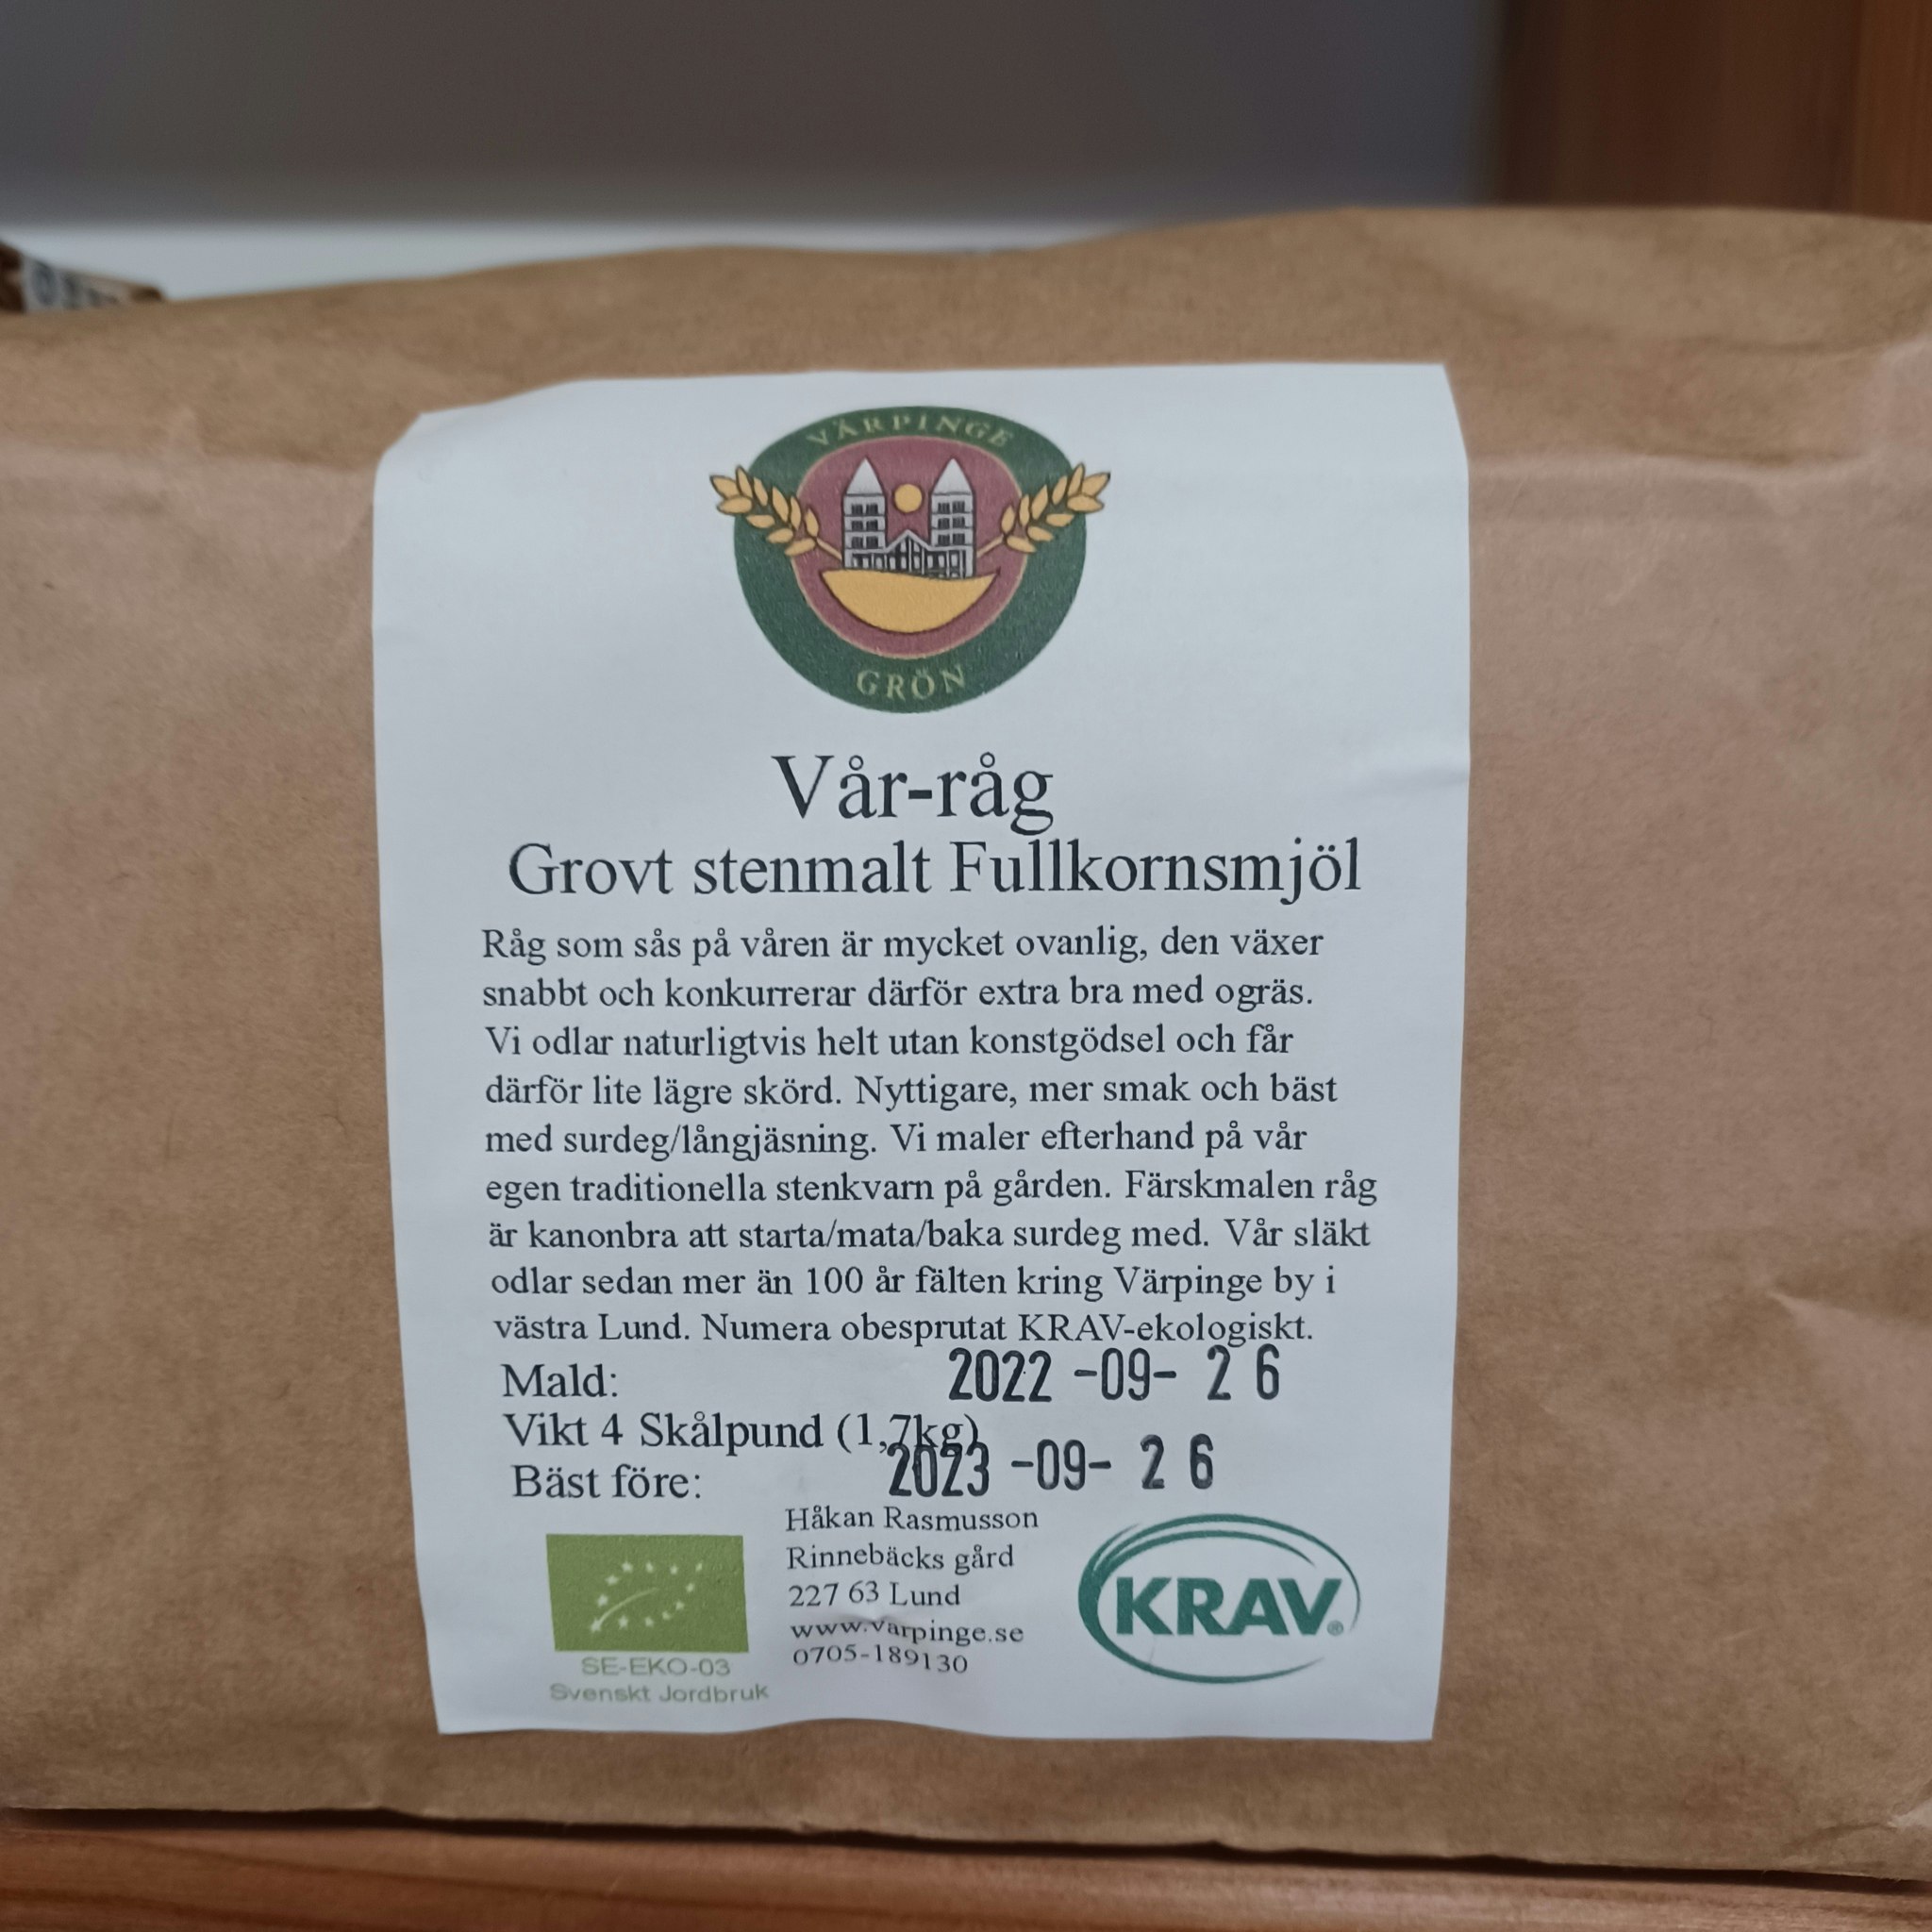 VÄRPINGE
GRÖN
Vår-råg
Grovt stenmalt Fullkornsmjöl
Råg som sås på våren är mycket ovanlig, den växer
snabbt och konkurrerar därför extra bra med ogräs.
Vi odlar naturligtvis helt utan konstgödsel och får
därför lite lägre skörd. Nyttigare, mer smak och bäst
med surdeg/långjäsning. Vi maler efterhand på vår
egen traditionella stenkvarn på gården. Färskmalen råg
är kanonbra att starta/mata/baka surdeg med. Vår släkt
odlar sedan mer än 100 år fälten kring Värpinge by i
västra Lund. Numera obesprutat KRAV-ekologiskt.
Mald: 2022 -09- 2 6
Vikt 4 Skålpund (1,7kg)
Bäst före: 2023 -09- 2 6
Håkan Rasmusson
Rinnebäcks gård
227 63 Lund
www.varpinge.se
0705-189130
SE-EKO-03
Svenskt Jordbruk
KRAV®